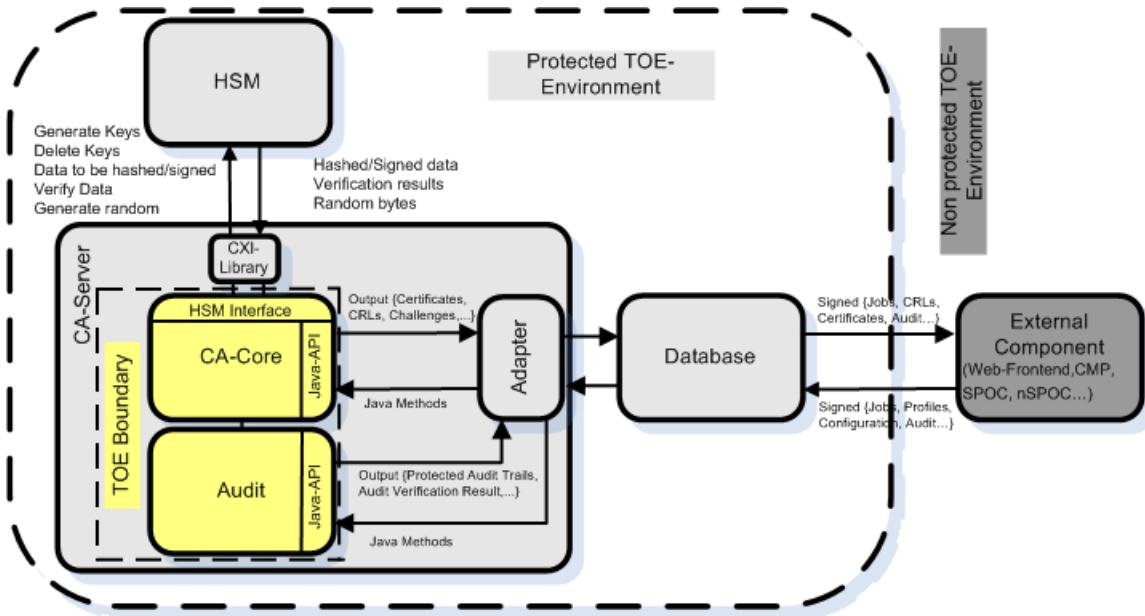 HSM
Protected TOE-
Environment
Non protected TOE-
Environment
Generate Keys
Delete Keys
Data to be hashed/signed
Verify Data
Generate random
Hashed/Signed data
Verification results
Random bytes
CA-Server
CXI-
Library
TOE Boundary
HSM Interface
CA-Core
Java-API
Output {Certificates,
CRLs, Challenges,...}
Java Methods
Adapter
Database
Signed {Jobs, CRLs,
Certificates, Audit...}
Signed {Jobs, Profiles,
Configuration, Audit...}
External
Component
(Web-Frontend,CMP,
SPOC, nSPOC...)
Audit
Java-API
Output {Protected Audit Trails,
Audit Verification Result,...}
Java Methods